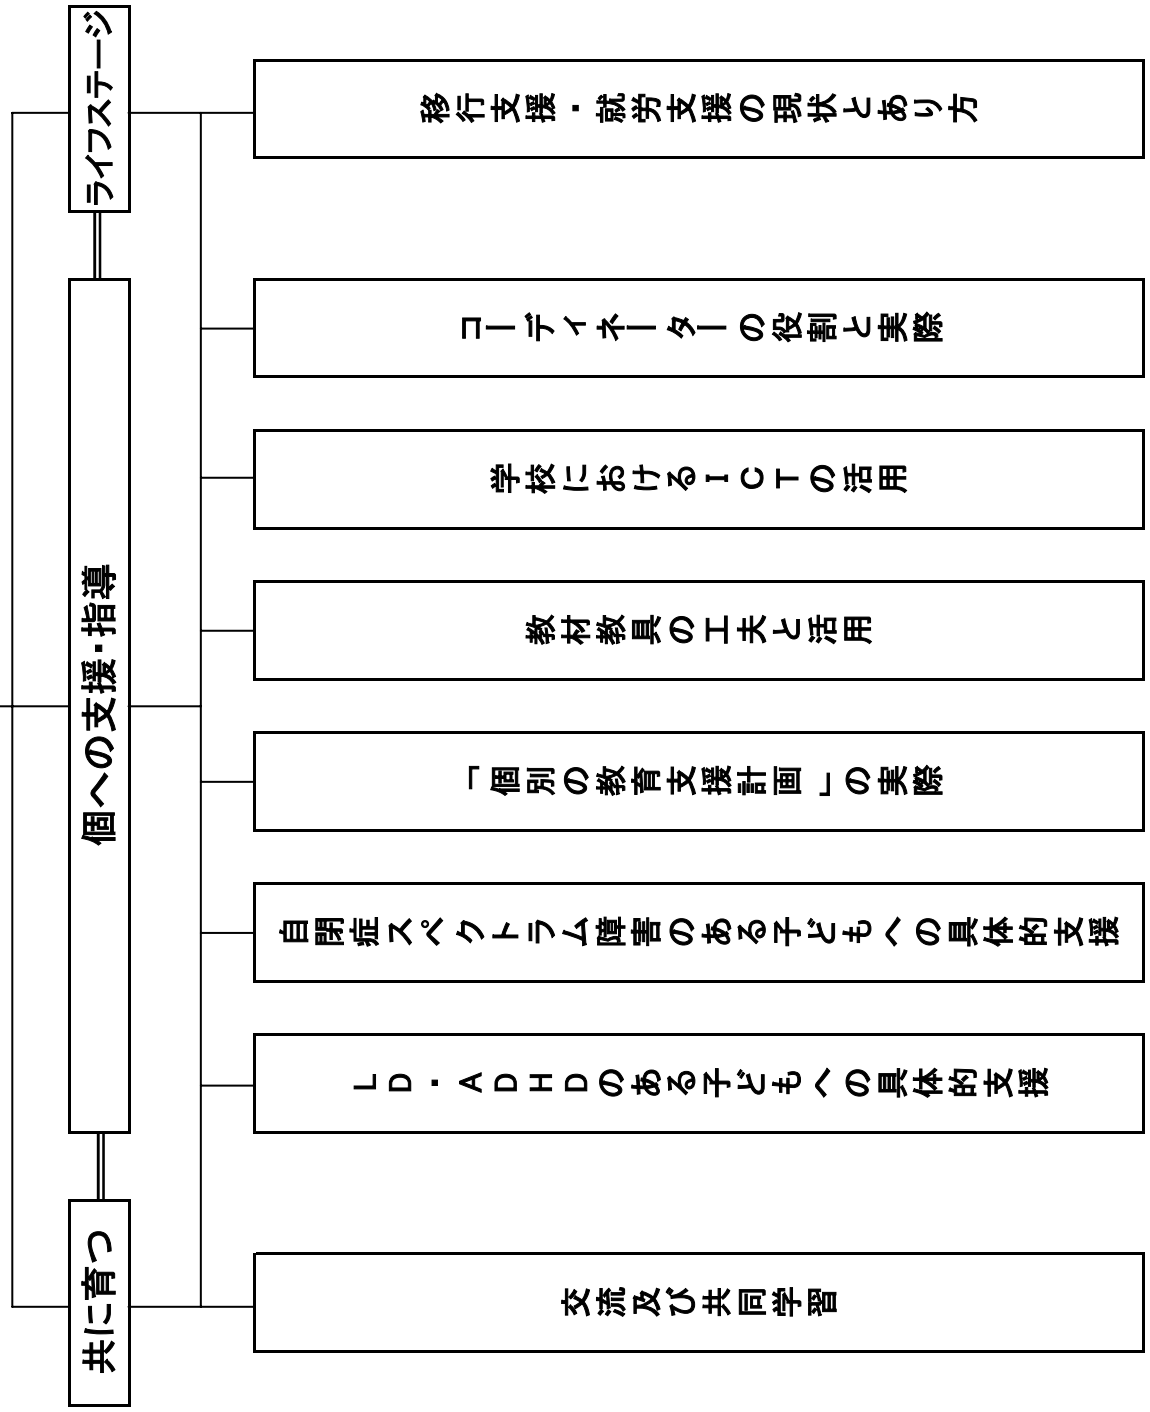 ライフステージ
個への支援・指導
共に育つ
移行支援・就労支援の現状とあり方
コーディネーターの役割と実際
学校におけるＩＣＴの活用
教材教具の工夫と活用
「個別の教育支援計画」の実際
自閉症スペクトラム障害のある子どもへの具体的支援
ＬＤ・ＡＤＨＤのある子どもへの具体的支援
交流及び共同学習